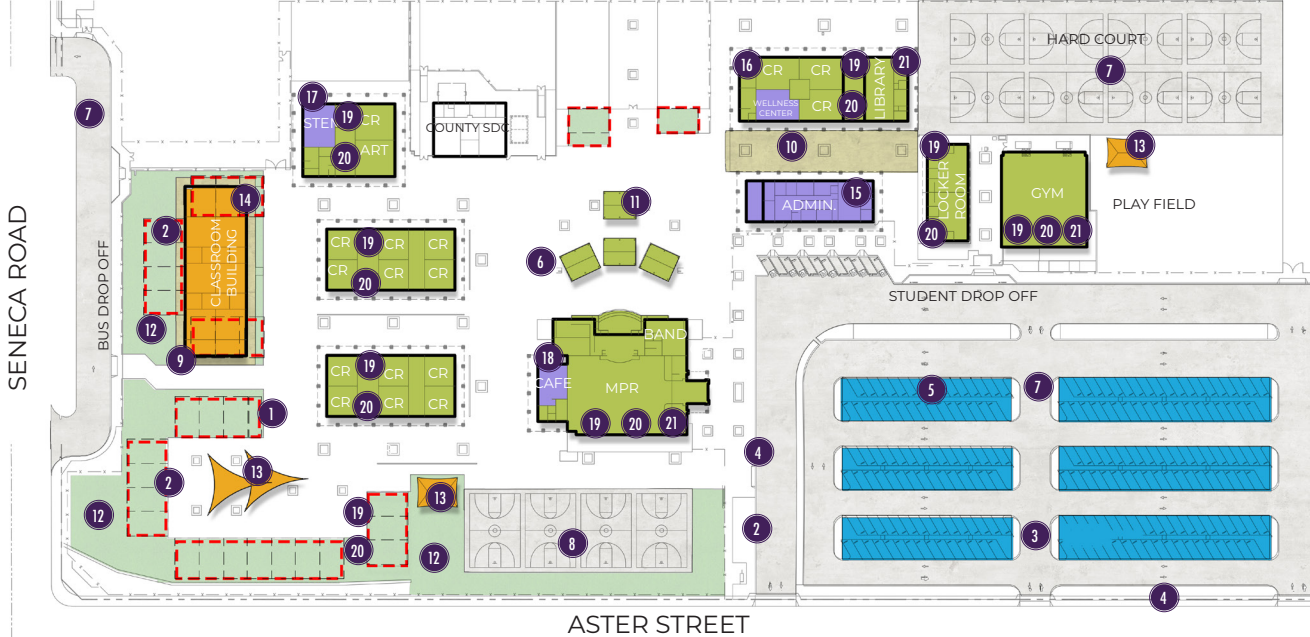 HARD COURT
7
16
CR
CR
19
21
WELLNESS
CENTER
CR
20
LIBRARY
7
17
STEM
19
CR
20
ART
COUNTY SDC
10
19
LOCKER
ROOM
20
GYM
19
20
21
13
PLAY FIELD
ADMIN.
15
SENECA ROAD
BUS DROP OFF
2
14
CLASSROOM
BUILDING
12
9
11
6
CR
19
CR
CR
CR
20
CR
CR
STUDENT DROP OFF
BAND
18
CAFE
MPR
19
20
21
CR
19
CR
CR
CR
20
CR
CR
5
7
1
2
13
12
19
20
13
12
8
4
2
3
4
ASTER STREET